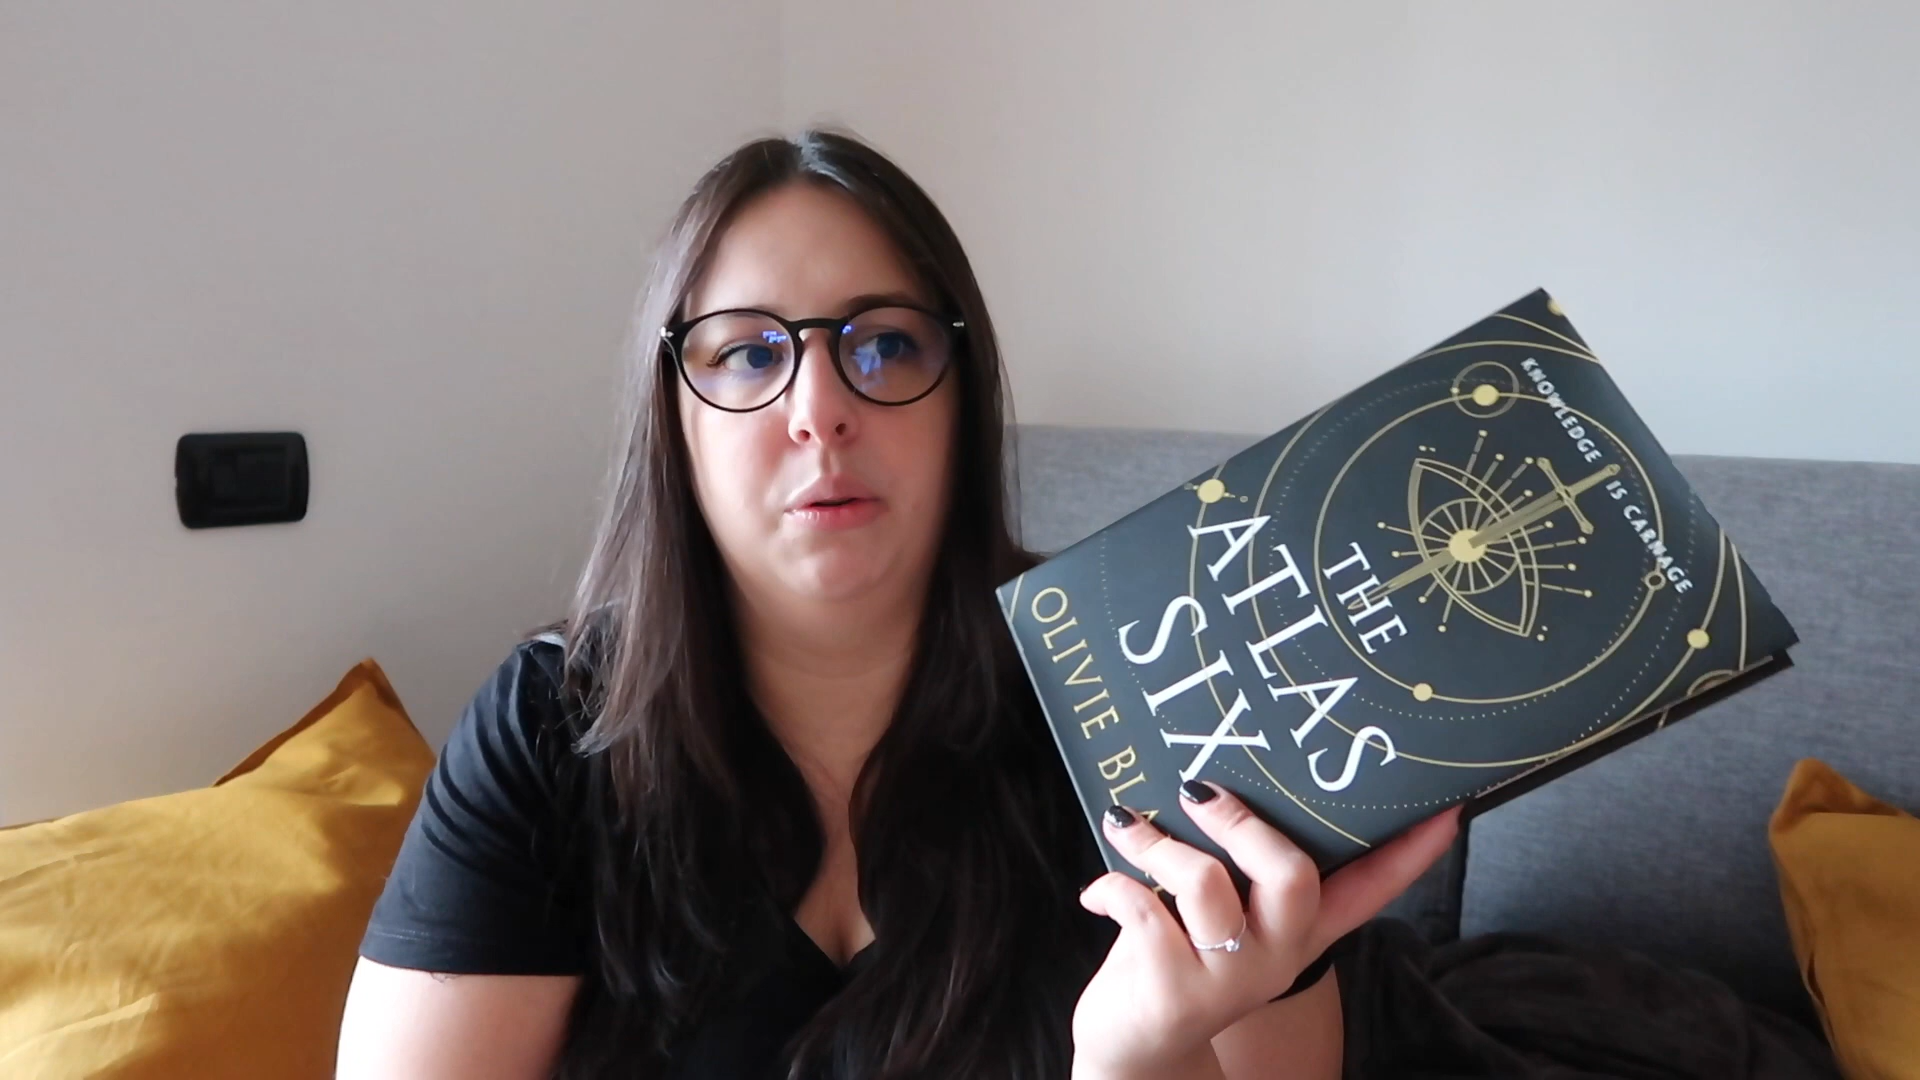 KNOWLEDGE IS CARNAGE
THE
ATLAS
SIX
OLIVIE